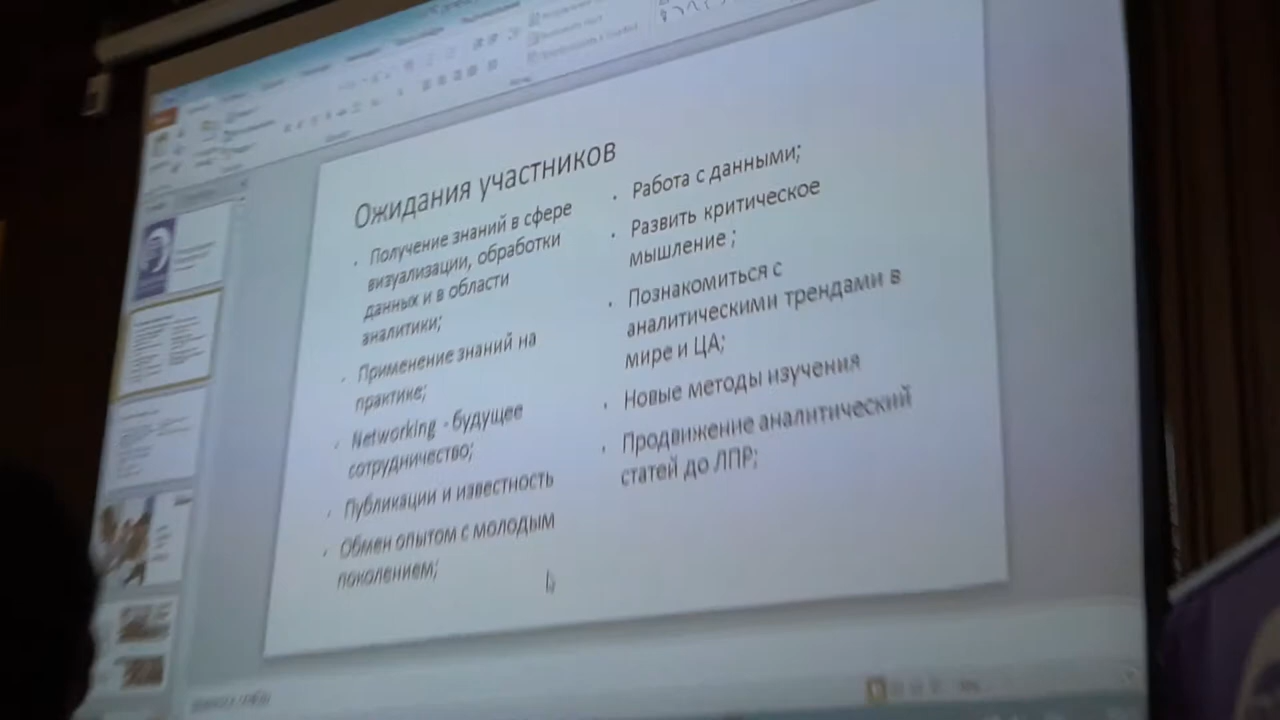 Ожидания участников
Получение знаний в сфере
визуализации, обработки
данных и в области
аналитики;
Применение знаний на
практике;
Networking - будущее
сотрудничество;
Публикации и известность
Обмен опытом с молодым
поколением;
Работа с данными;
Развить критическое
мышление ;
Познакомиться с
аналитическими трендами в
мире и ЦА;
Новые методы изучения
Продвижение аналитический
статей до ЛПР;